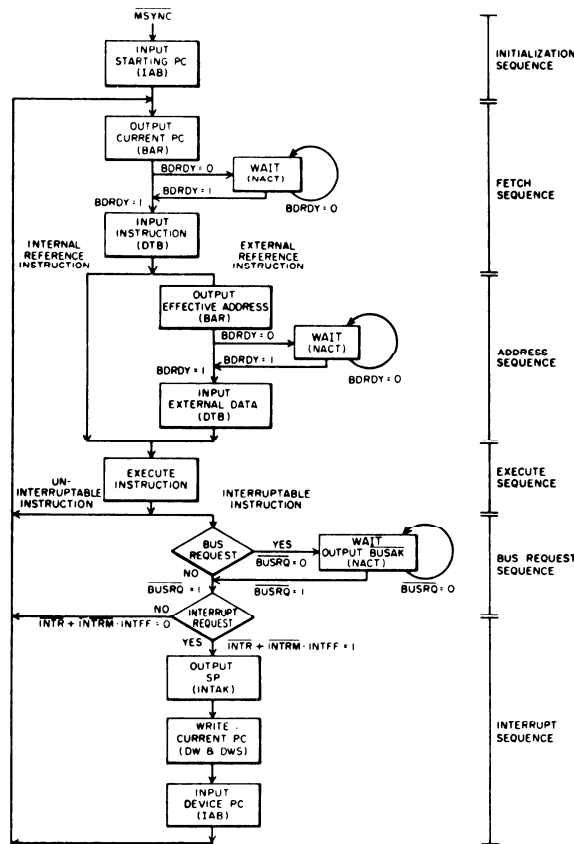 MSYNC
INPUT
STARTING PC
(IAB)
INITIALIZATION
SEQUENCE
OUTPUT
CURRENT PC
(BAR)
BDRDY = 0
WAIT
(NACT)
BDRDY = 1
BDRDY = 0
BDRDY = 1
FETCH
SEQUENCE
INPUT
INSTRUCTION
(DTB)
INTERNAL
REFERENCE
INSTRUCTION
EXTERNAL
REFERENCE
INSTRUCTION
OUTPUT
EFFECTIVE ADDRESS
(BAR)
BDRDY = 0
WAIT
(NACT)
BDRDY = 1
BDRDY = 0
BDRDY = 1
ADDRESS
SEQUENCE
INPUT
EXTERNAL DATA
(DTB)
EXECUTE
INSTRUCTION
EXECUTE
SEQUENCE
UN-
INTERRUPTABLE
INSTRUCTION
INTERRUPTABLE
INSTRUCTION
BUS
REQUEST
YES
BUSRQ = 0
WAIT
OUTPUT BUSAK
(NACT)
BUSRQ = 0
BUS REQUEST
SEQUENCE
NO
BUSRQ = 1
BUSRQ = 1
INTERRUPT
REQUEST
NO
INTR + INTRM · INTFF = 0
YES
INTR + INTRM · INTFF = 1
OUTPUT
SP
(INTAK)
WRITE
CURRENT PC
(DW & DWS)
INTERRUPT
SEQUENCE
INPUT
DEVICE PC
(IAB)